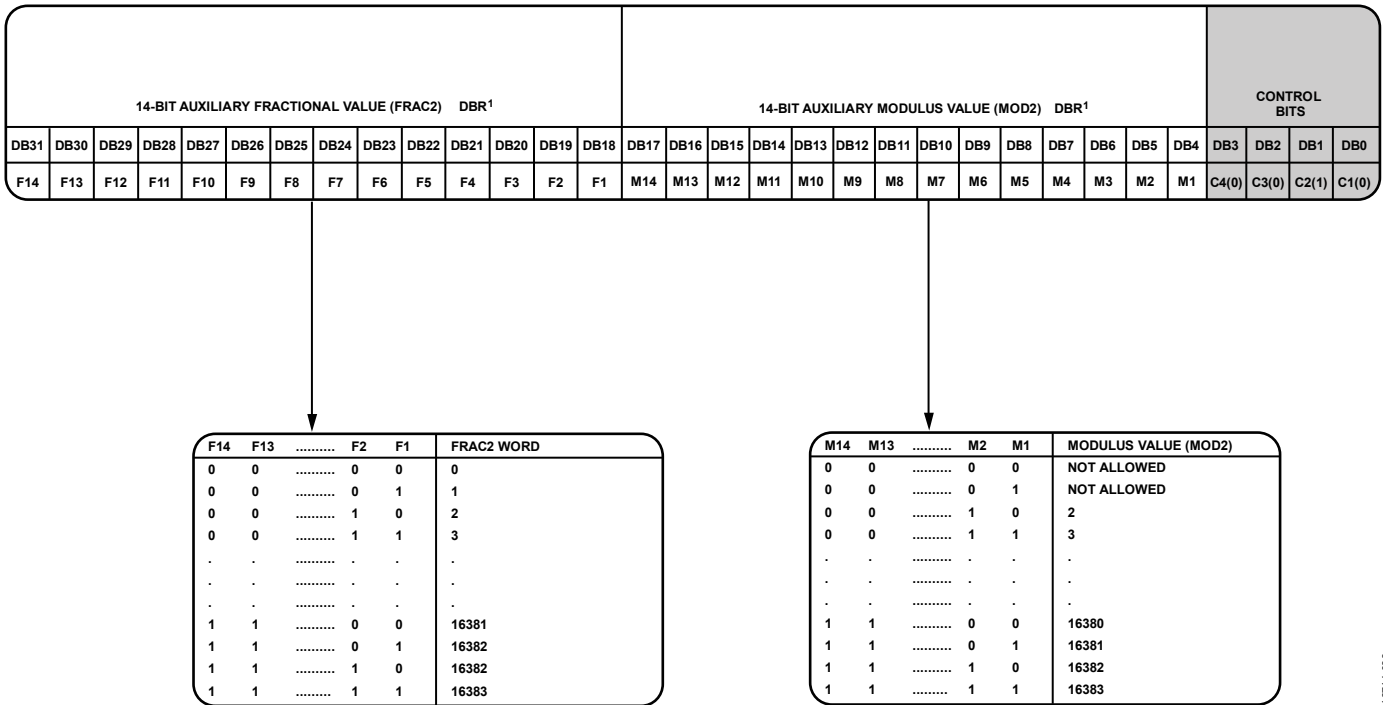 14-BIT AUXILIARY FRACTIONAL VALUE (FRAC2) DBR1
14-BIT AUXILIARY MODULUS VALUE (MOD2) DBR1
CONTROL
BITS
DB31 DB30 DB29 DB28 DB27 DB26 DB25 DB24 DB23 DB22 DB21 DB20 DB19 DB18 DB17 DB16 DB15 DB14 DB13 DB12 DB11 DB10 DB9 DB8 DB7 DB6 DB5 DB4 DB3 DB2 DB1 DB0
F14 F13 F12 F11 F10 F9 F8 F7 F6 F5 F4 F3 F2 F1 M14 M13 M12 M11 M10 M9 M8 M7 M6 M5 M4 M3 M2 M1 C4(0) C3(0) C2(1) C1(0)
F14 F13 .......... F2 F1 FRAC2 WORD
0 0 .......... 0 0 0
0 0 .......... 0 1 1
0 0 .......... 1 0 2
0 0 .......... 1 1 3
. . .......... . . .
. . .......... . . .
. . .......... . . .
1 1 .......... 0 0 16381
1 1 .......... 0 1 16382
1 1 .......... 1 0 16382
1 1 ......... 1 1 16383
M14 M13 .......... M2 M1 MODULUS VALUE (MOD2)
0 0 .......... 0 0 NOT ALLOWED
0 0 .......... 0 1 NOT ALLOWED
0 0 .......... 1 0 2
0 0 .......... 1 1 3
. . .......... . . .
. . .......... . . .
. . .......... . . .
1 1 .......... 0 0 16380
1 1 .......... 0 1 16381
1 1 .......... 1 0 16382
1 1 ......... 1 1 16383